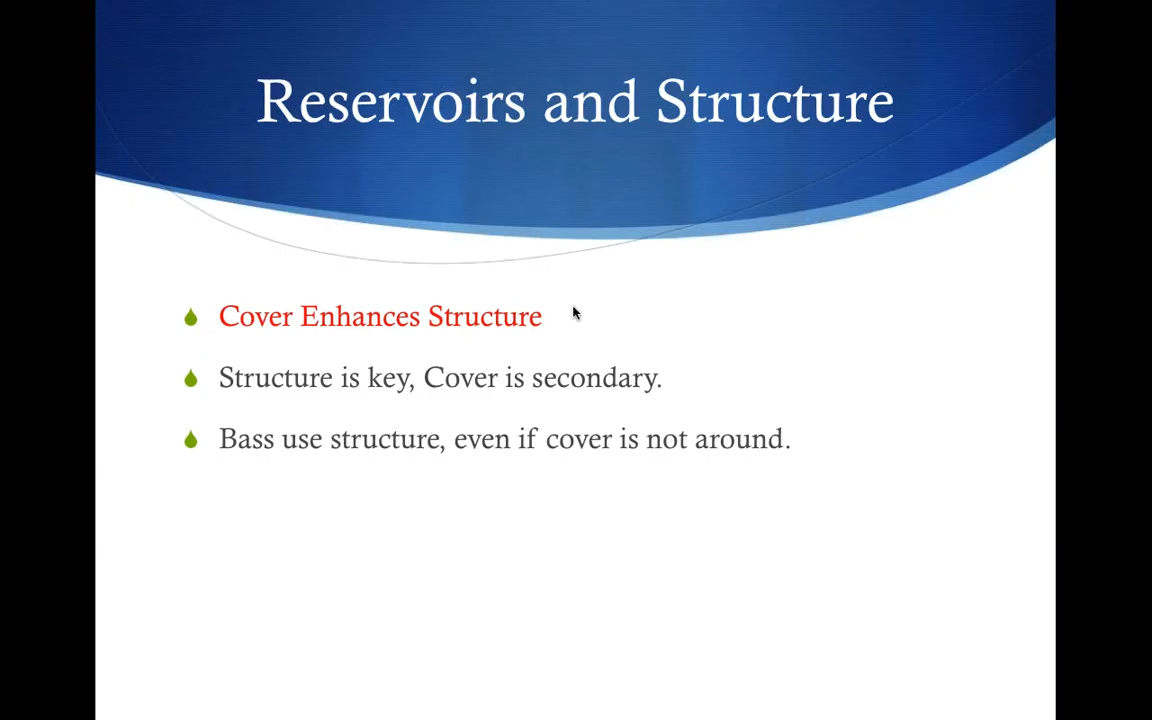 Reservoirs and Structure
Cover Enhances Structure
Structure is key, Cover is secondary.
Bass use structure, even if cover is not around.